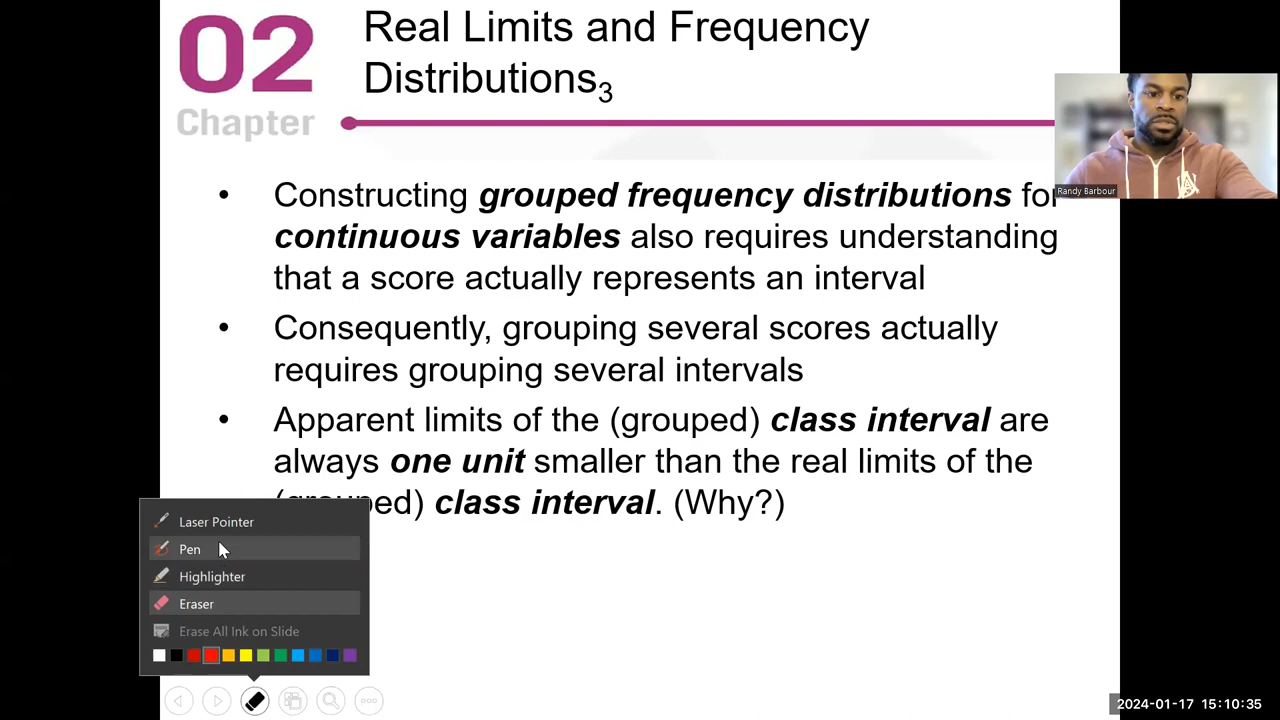 02
Chapter
Real Limits and Frequency
Distributions3
• Constructing grouped frequency distributions for
continuous variables also requires understanding
that a score actually represents an interval
• Consequently, grouping several scores actually
requires grouping several intervals
• Apparent limits of the (grouped) class interval are
always one unit smaller than the real limits of the
(grouped) class interval. (Why?)
Randy Barbour
Laser Pointer
Pen
Highlighter
Eraser
Erase All Ink on Slide
2024-01-17 15:10:35